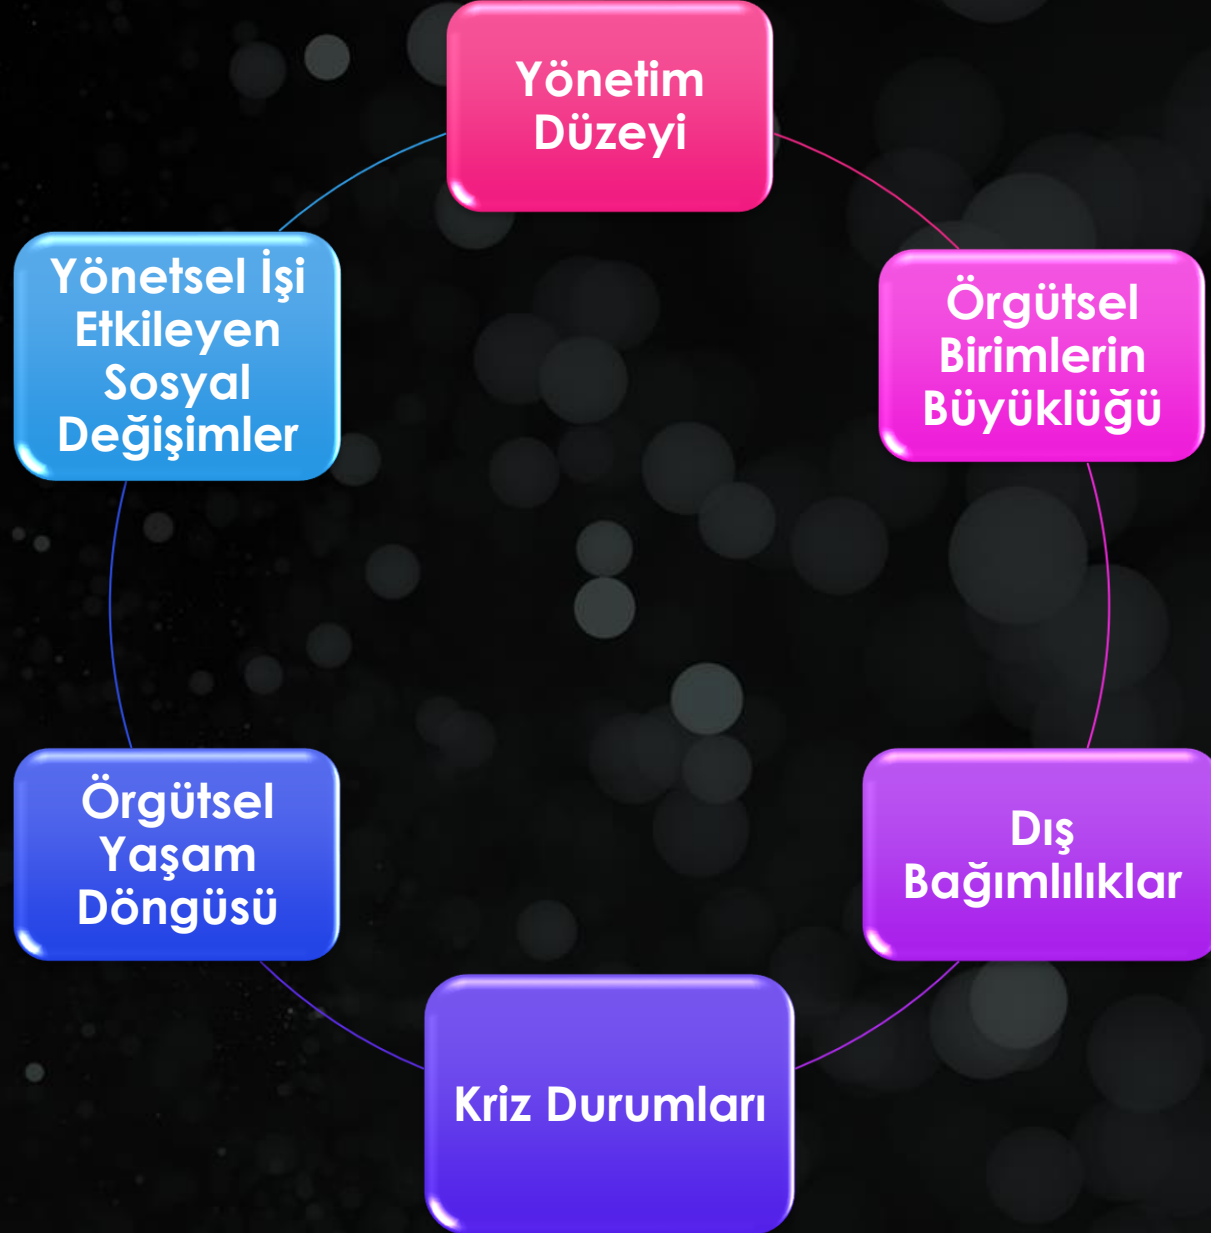 Yönetim
Düzeyi
Örgütsel
Birimlerin
Büyüklüğü
Dış
Bağımlılıklar
Kriz Durumları
Örgütsel
Yaşam
Döngüsü
Yönetsel İşi
Etkileyen
Sosyal
Değişimler